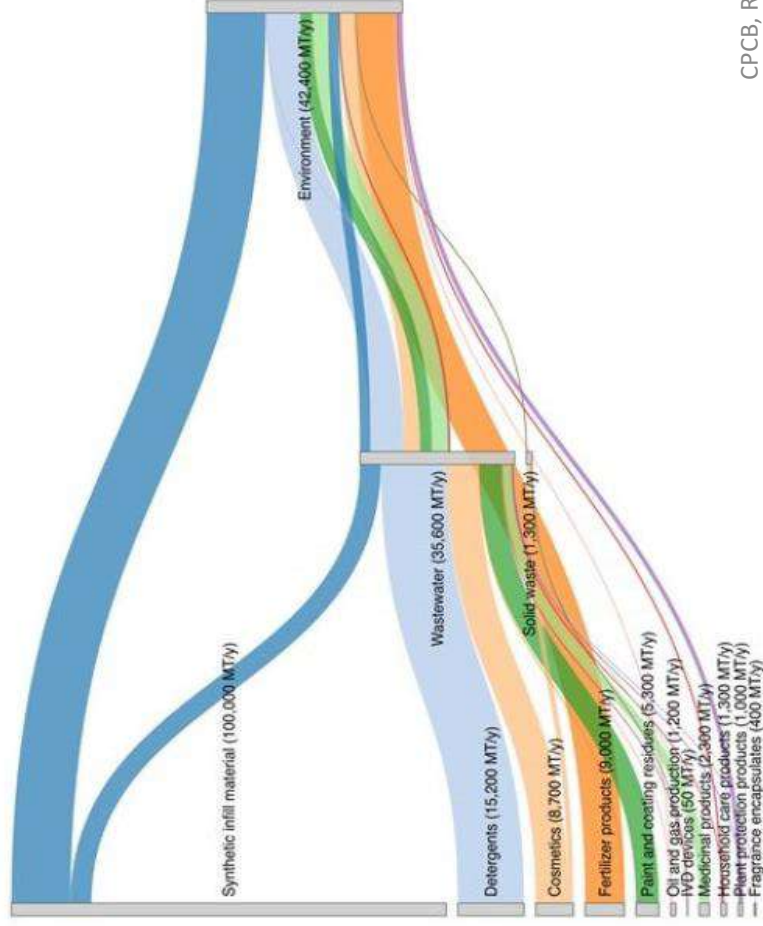 Synthetic infill material (100,000 MT/y)
Detergents (15,200 MT/y)
Cosmetics (8,700 MT/y)
Fertilizer products (9,000 MT/y)
Paint and coating residues (5,300 MT/y)
Oil and gas production (1,200 MT/y)
IVD devices (50 MT/y)
Medicinal products (2,300 MT/y)
Household care products (1,300 MT/y)
Plant protection products (1,000 MT/y)
Fragrance encapsulates (400 MT/y)
Wastewater (35,600 MT/y)
Solid waste (1,300 MT/y)
Environment (42,400 MT/y)
CPCB,